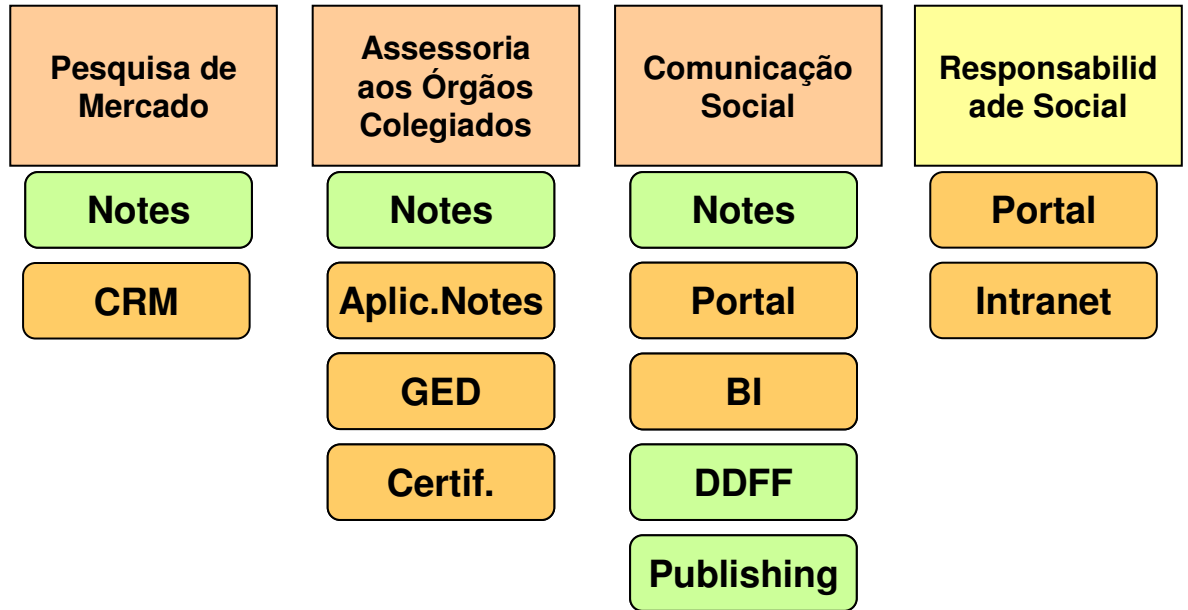 Pesquisa de
Mercado
Notes
CRM
Assessoria
aos Órgãos
Colegiados
Notes
Aplic.Notes
GED
Certif.
Comunicação
Social
Notes
Portal
BI
DDFF
Publishing
Responsabilid
ade Social
Portal
Intranet